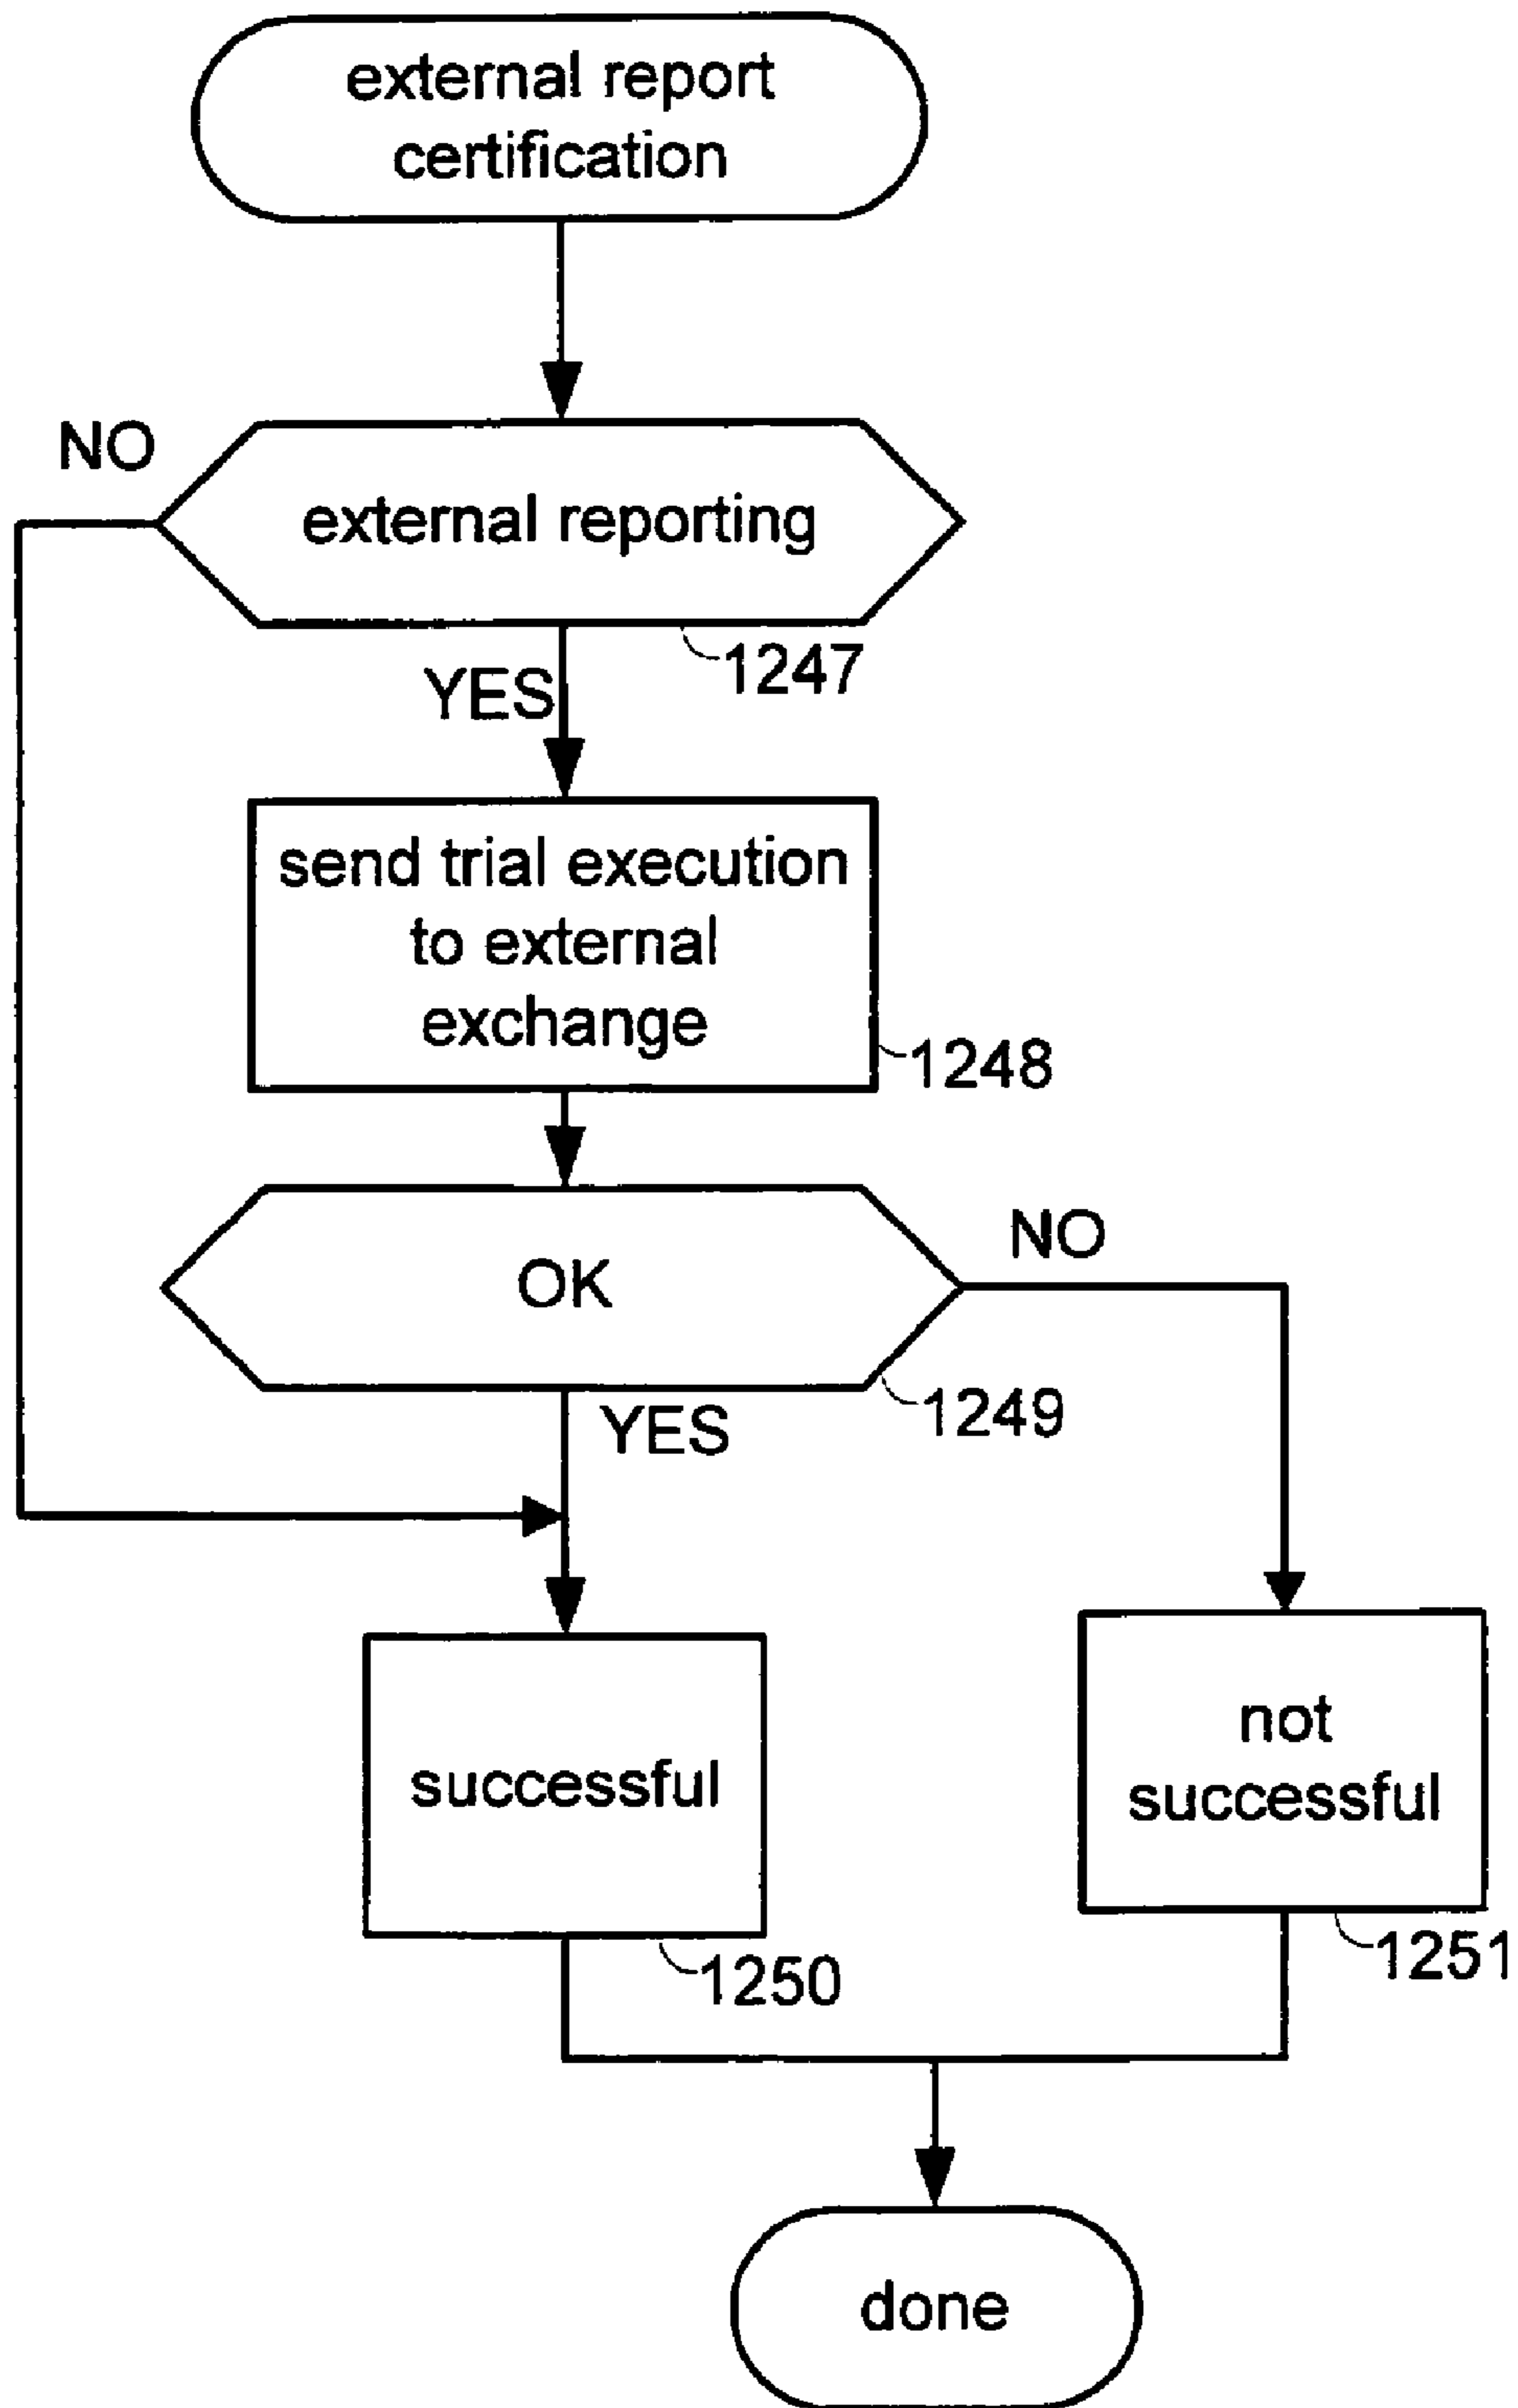 external report
certification
NO
external reporting
1247
YES
send trial execution
to external
exchange
1248
NO
OK
1249
YES
not
successful
successful
1250
1251
done